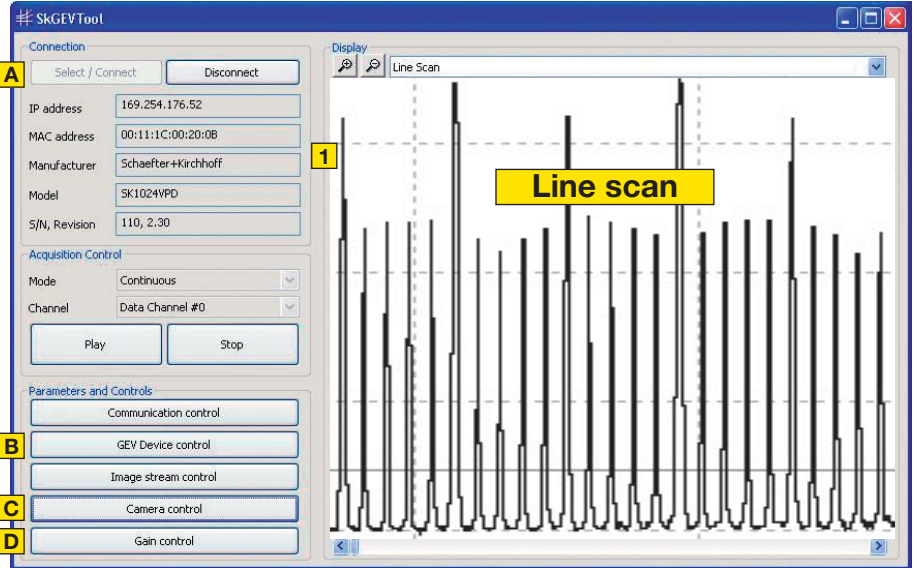 SkGEVTool
Connection
A
Select / Connect
Disconnect
IP address
169.254.176.52
MAC address
00:11:1C:00:20:0B
Manufacturer
Schaefter+Kirchhoff
Model
SK1024VPD
S/N, Revision
110, 2.30
Acquisition Control
Mode
Continuous
Channel
Data Channel #0
Play
Stop
Parameters and Controls
Communication control
B
GEV Device control
Image stream control
C
Camera control
D
Gain control
Display
Line Scan
1
Line scan